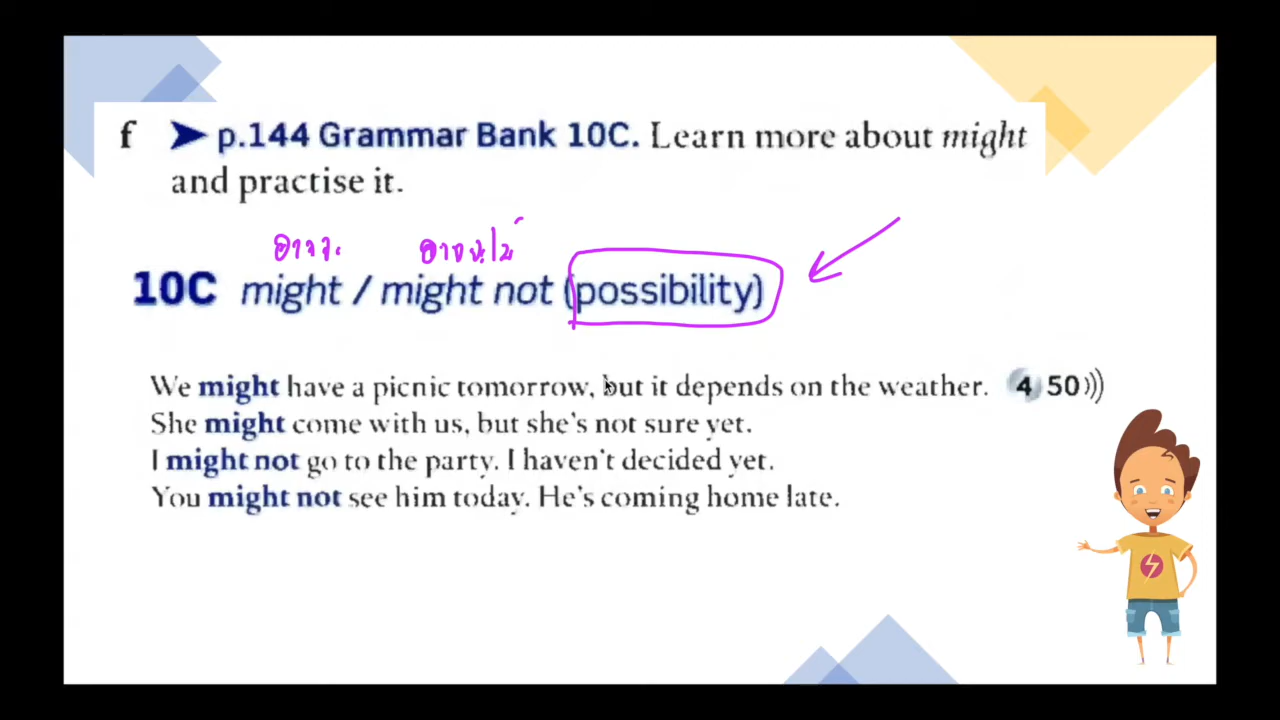 f ➤ p.144 Grammar Bank 10C. Learn more about might
and practise it.
อาจจะ อาจจะไม่
10C might / might not (possibility)
We might have a picnic tomorrow, but it depends on the weather. 4 50)))
She might come with us, but she's not sure yet.
I might not go to the party. I haven't decided yet.
You might not see him today. He's coming home late.